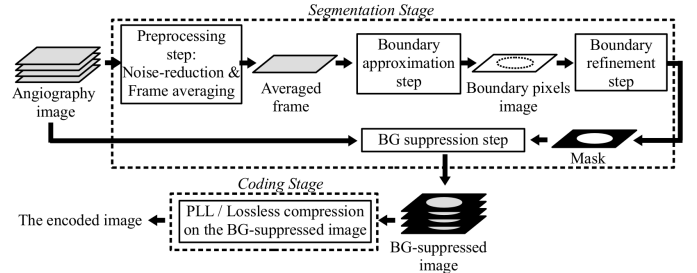 Segmentation Stage
Preprocessing
step:
Noise-reduction &
Frame averaging
Boundary
approximation
step
Boundary
refinement
step
Angiography
image
Averaged
frame
Boundary pixels
image
BG suppression step
Mask
Coding Stage
The encoded image
PLL / Lossless compression
on the BG-suppressed image
BG-suppressed
image